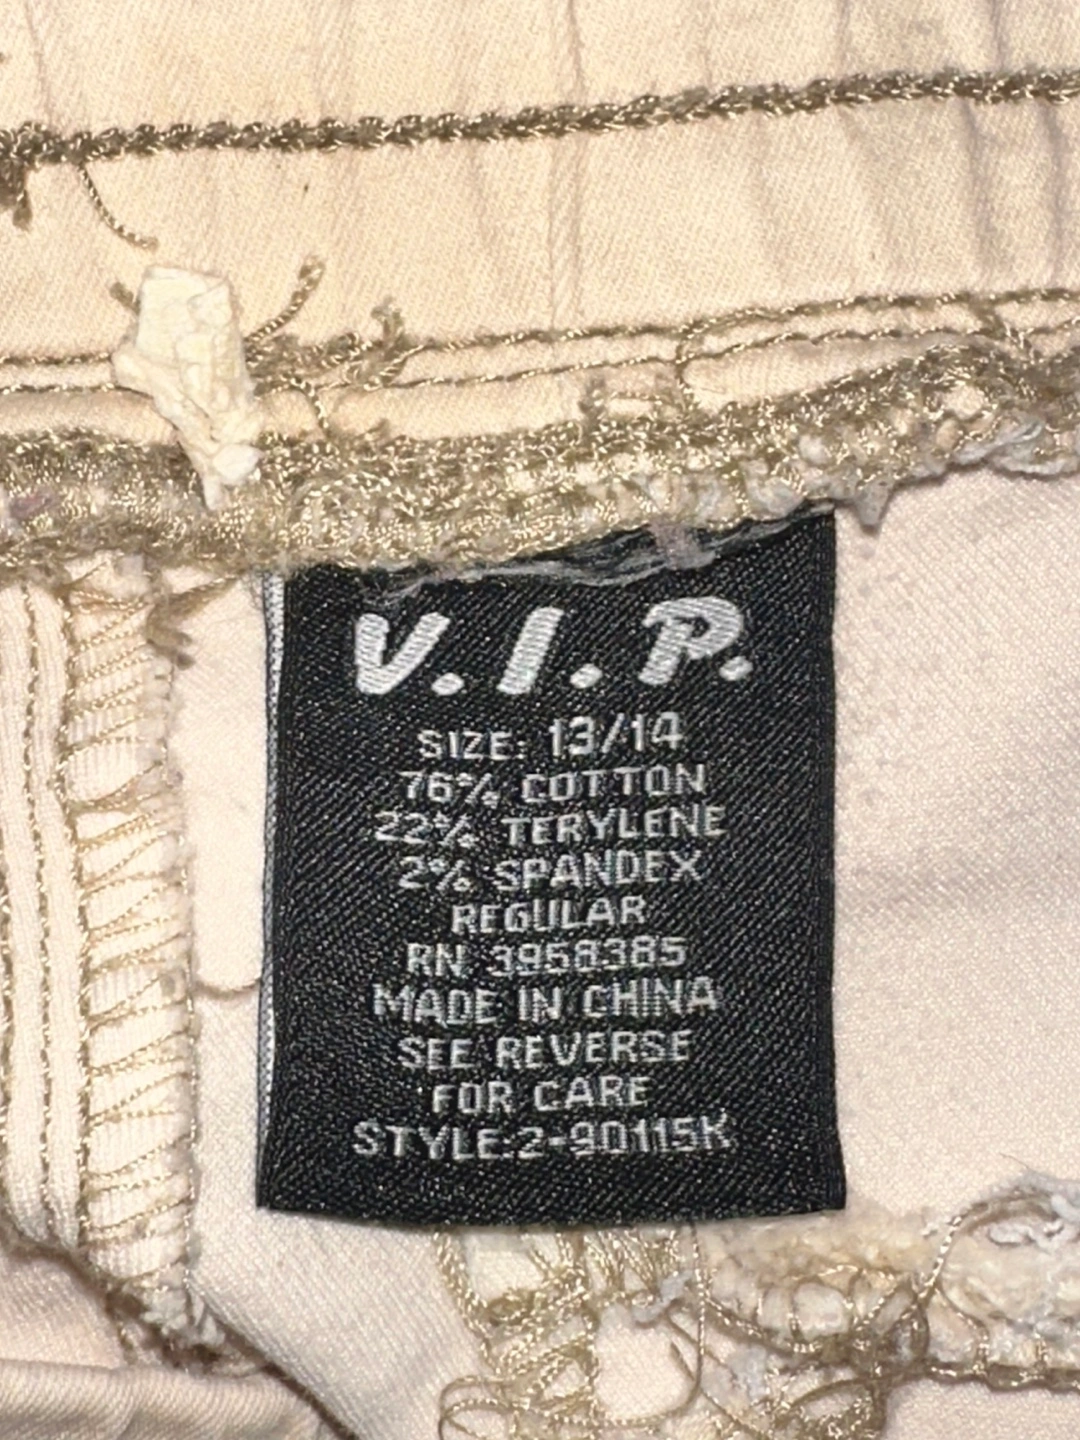 V.I.P.
SIZE: 13/14
76% COTTON
22% TERYLENE
2% SPANDEX
REGULAR
RN 3968385
MADE IN CHINA
SEE REVERSE
FOR CARE
STYLE:2-90115K